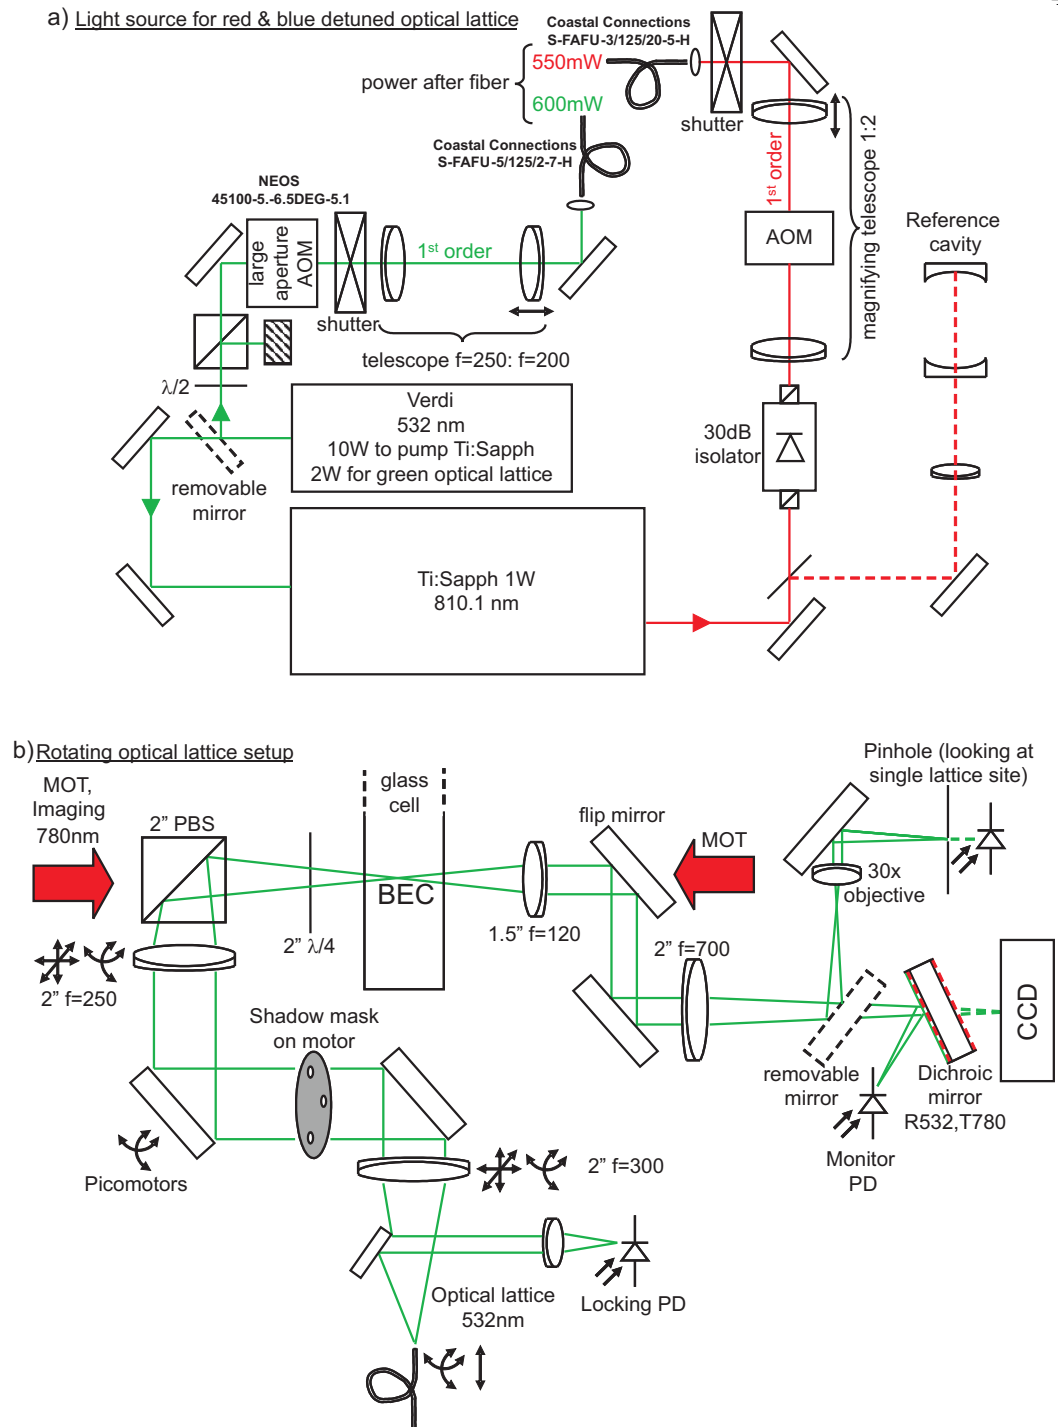 a) Light source for red & blue detuned optical lattice
Coastal Connections
S-FAFU-3/125/20-5-H
550mW
power after fiber
600mW
shutter
Coastal Connections
S-FAFU-5/125/2-7-H
1st order
magnifying telescope 1:2
NEOS
45100-5.-6.5DEG-5.1
large
aperture
AOM
1st order
AOM
Reference
cavity
shutter
telescope f=250: f=200
λ/2
Verdi
532 nm
10W to pump Ti:Sapph
2W for green optical lattice
30dB
isolator
removable
mirror
Ti:Sapph 1W
810.1 nm
b) Rotating optical lattice setup
MOT,
Imaging
780nm
2” PBS
glass
cell
flip mirror
Pinhole (looking at
single lattice site)
MOT
BEC
30x
objective
1.5” f=120
2” λ/4
2” f=700
2” f=250
CCD
Shadow mask
on motor
removable
mirror
Dichroic
mirror
R532,T780
Monitor
PD
Picomotors
2” f=300
Optical lattice
532nm
Locking PD